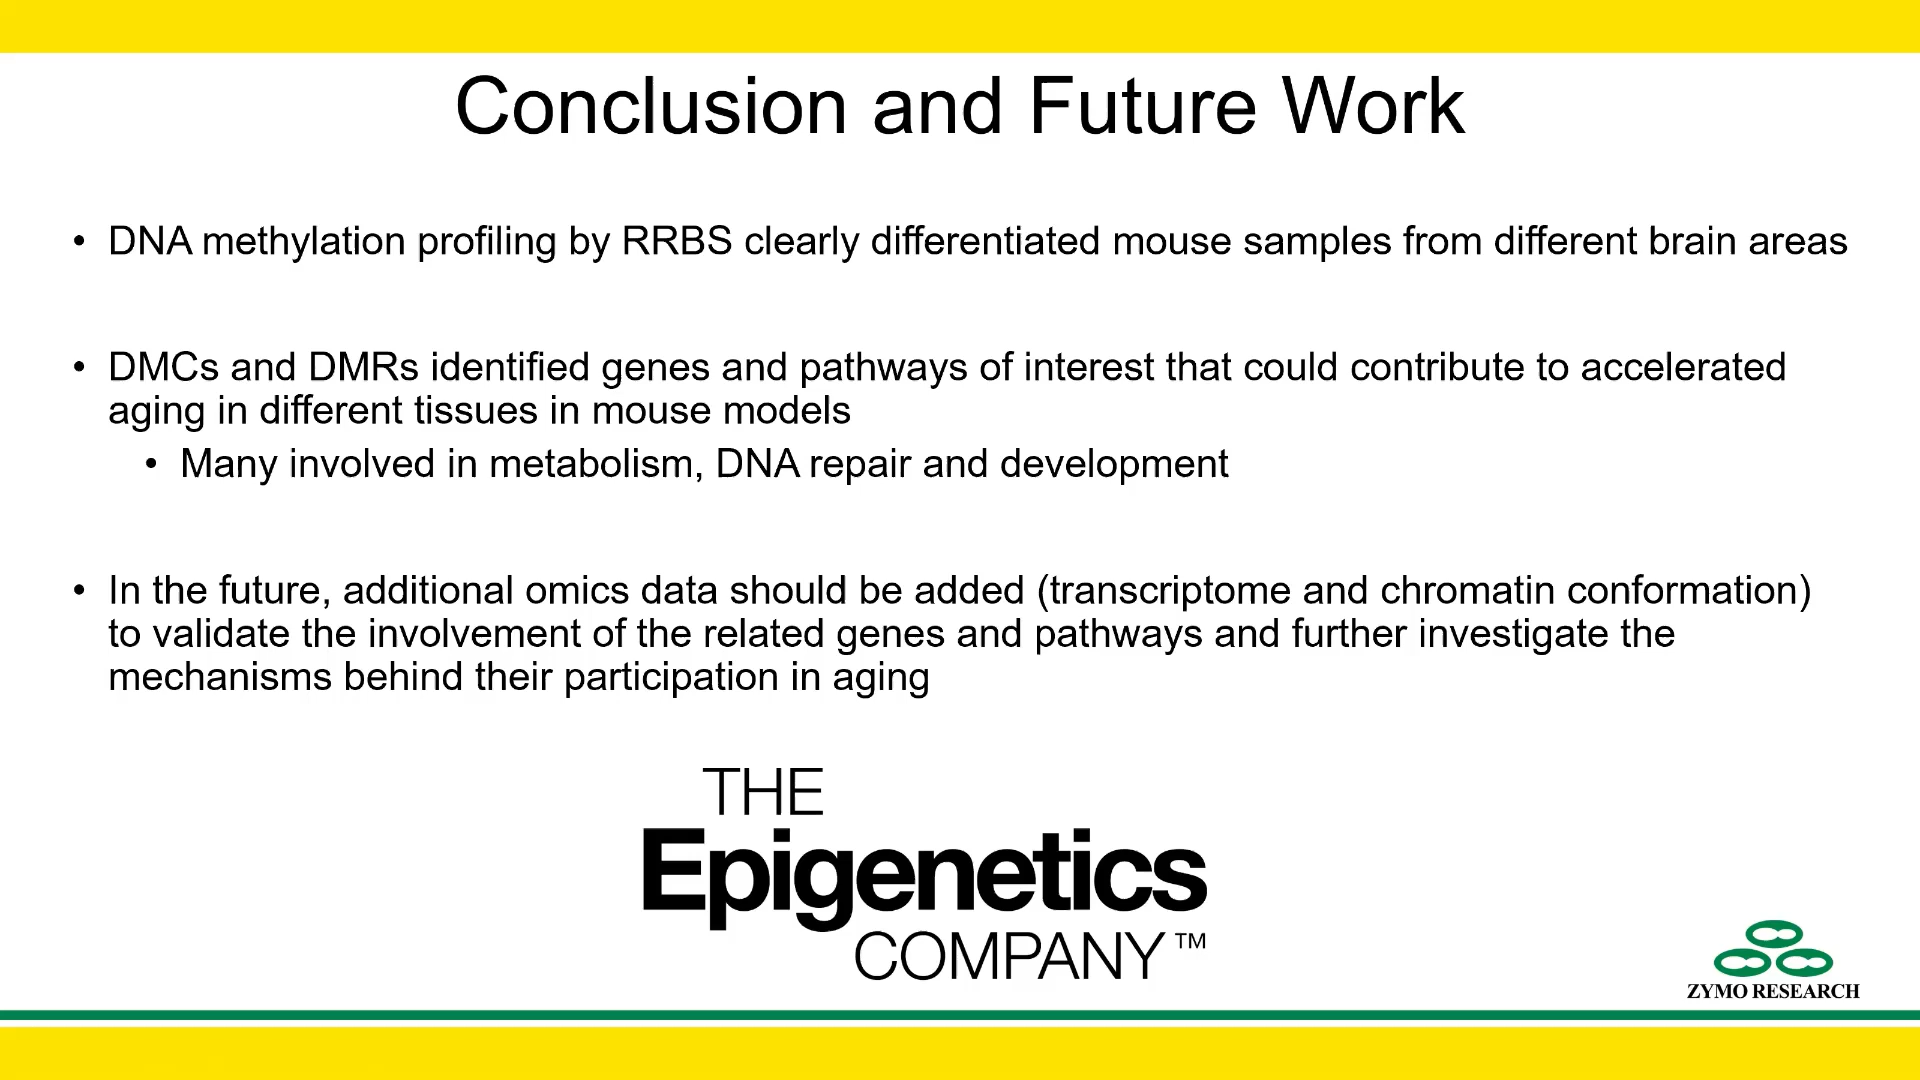 Conclusion and Future Work
• DNA methylation profiling by RRBS clearly differentiated mouse samples from different brain areas
• DMCs and DMRs identified genes and pathways of interest that could contribute to accelerated
aging in different tissues in mouse models
• Many involved in metabolism, DNA repair and development
• In the future, additional omics data should be added (transcriptome and chromatin conformation)
to validate the involvement of the related genes and pathways and further investigate the
mechanisms behind their participation in aging
THE
Epigenetics
COMPANY™
ZYMO RESEARCH